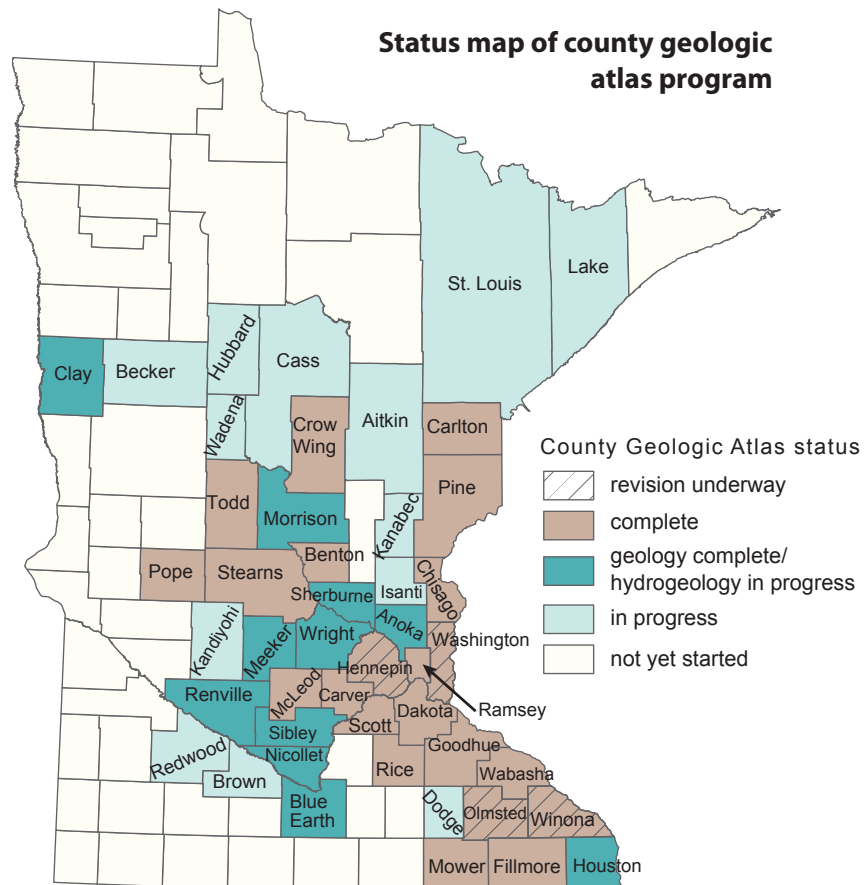 Status map of county geologic
atlas program
St. Louis
Lake
Hubbard
Cass
Clay
Becker
Wadena
Crow
Wing
Aitkin
Carlton
County Geologic Atlas status
revision underway
complete
geology complete/
hydrogeology in progress
in progress
not yet started
Pine
Todd
Morrison
Kanabec
Benton
Pope
Stearns
Chisago
Sherburne
Isanti
Anoka
Washington
Kandiyohi
Meeker
Wright
Hennepin
Renville
McLeod
Carver
Ramsey
Dakota
Scott
Sibley
Goodhue
Redwood
Nicollet
Rice
Wabasha
Brown
Blue
Earth
Dodge
Olmsted
Winona
Mower
Fillmore
Houston